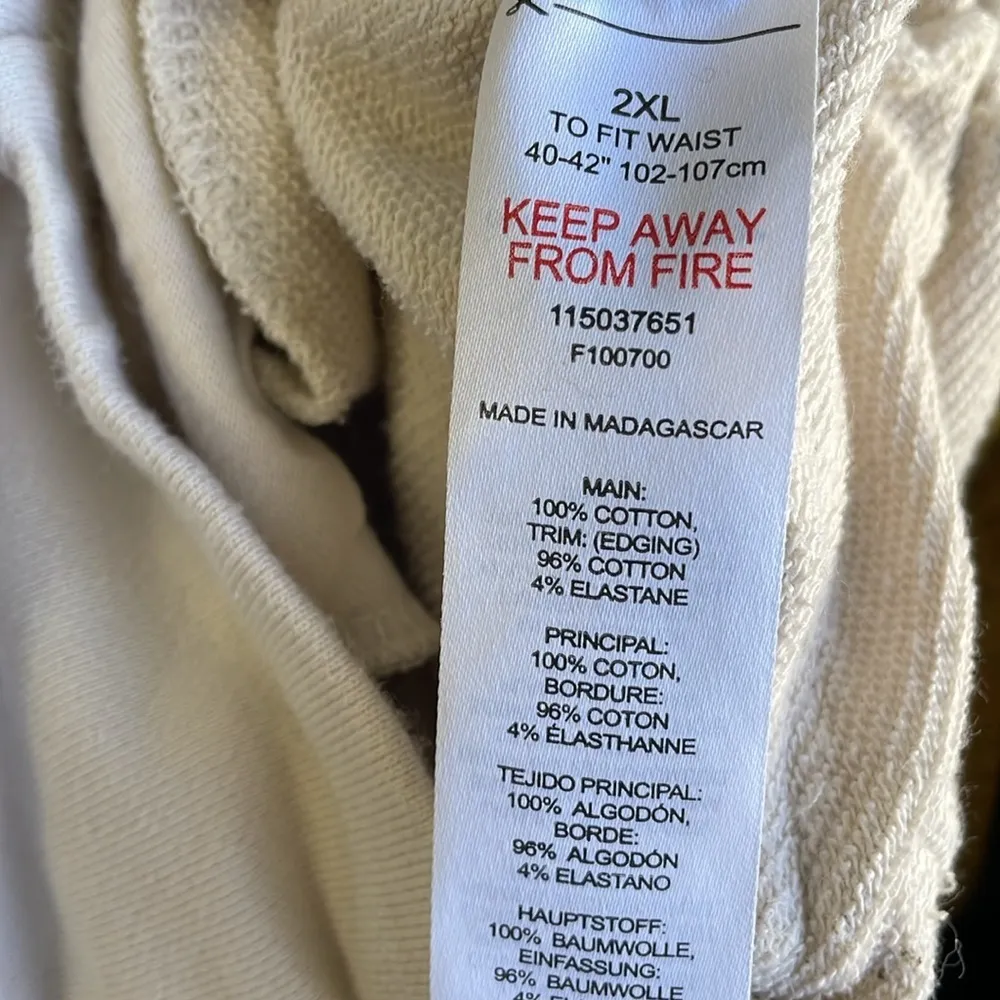 2XL
TO FIT WAIST
40-42" 102-107cm
KEEP AWAY
FROM FIRE
115037651
F100700
MADE IN MADAGASCAR
MAIN:
100% COTTON,
TRIM: (EDGING)
96% COTTON
4% ELASTANE
PRINCIPAL:
100% COTON,
BORDURE:
96% COTON
4% ÉLASTHANNE
TEJIDO PRINCIPAL:
100% ALGODÓN,
BORDE:
96% ALGODÓN
4% ELASTANO
HAUPTSTOFF:
100% BAUMWOLLE,
EINFASSUNG:
96% BAUMWOLLE
4%